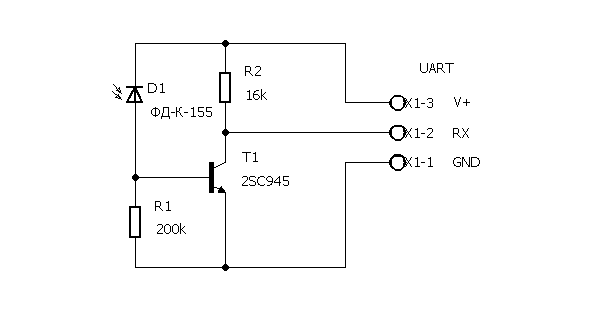 R2
UART
D1
16k
X1-3 V+
ФД-К-155
X1-2 RX
T1
X1-1 GND
2SC945
R1
200k